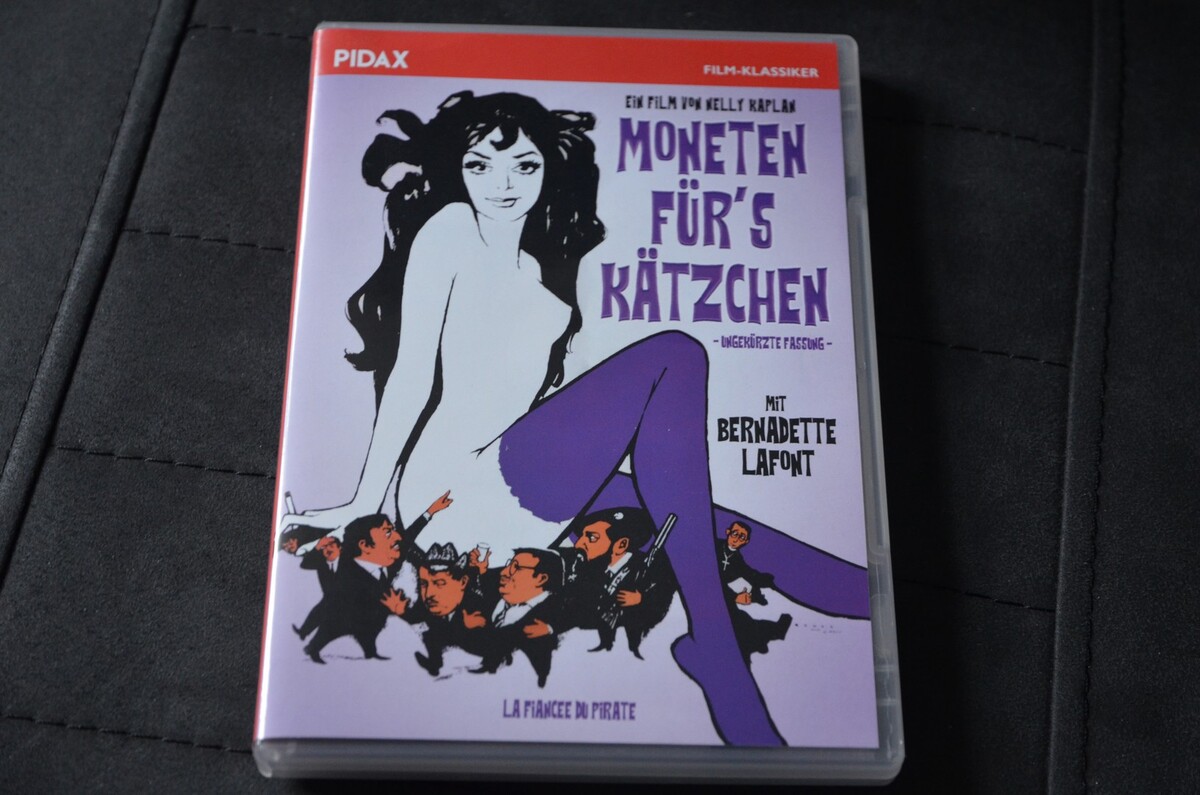 PIDAX
FILM-KLASSIKER
EIN FILM VON NELLY KAPLAN
MONETEN
FÜR'S
KÄTZCHEN
- UNGEKÜRZTE FASSUNG -
MIT
BERNADETTE
LAFONT
LA FIANCEE DU PIRATE